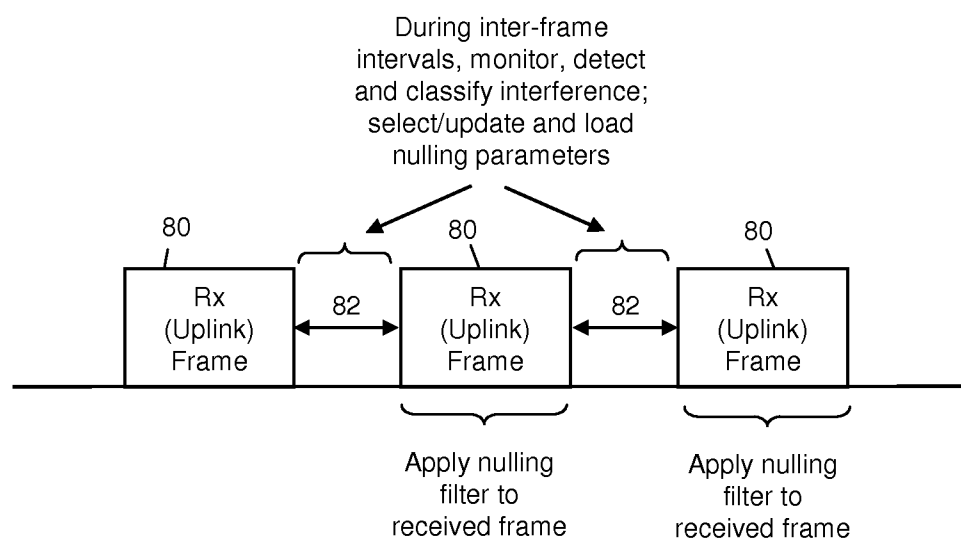 During inter-frame
intervals, monitor, detect
and classify interference;
select/update and load
nulling parameters
80
80
80
82
82
Rx
(Uplink)
Frame
Rx
(Uplink)
Frame
Rx
(Uplink)
Frame
Apply nulling
filter to
received frame
Apply nulling
filter to
received frame